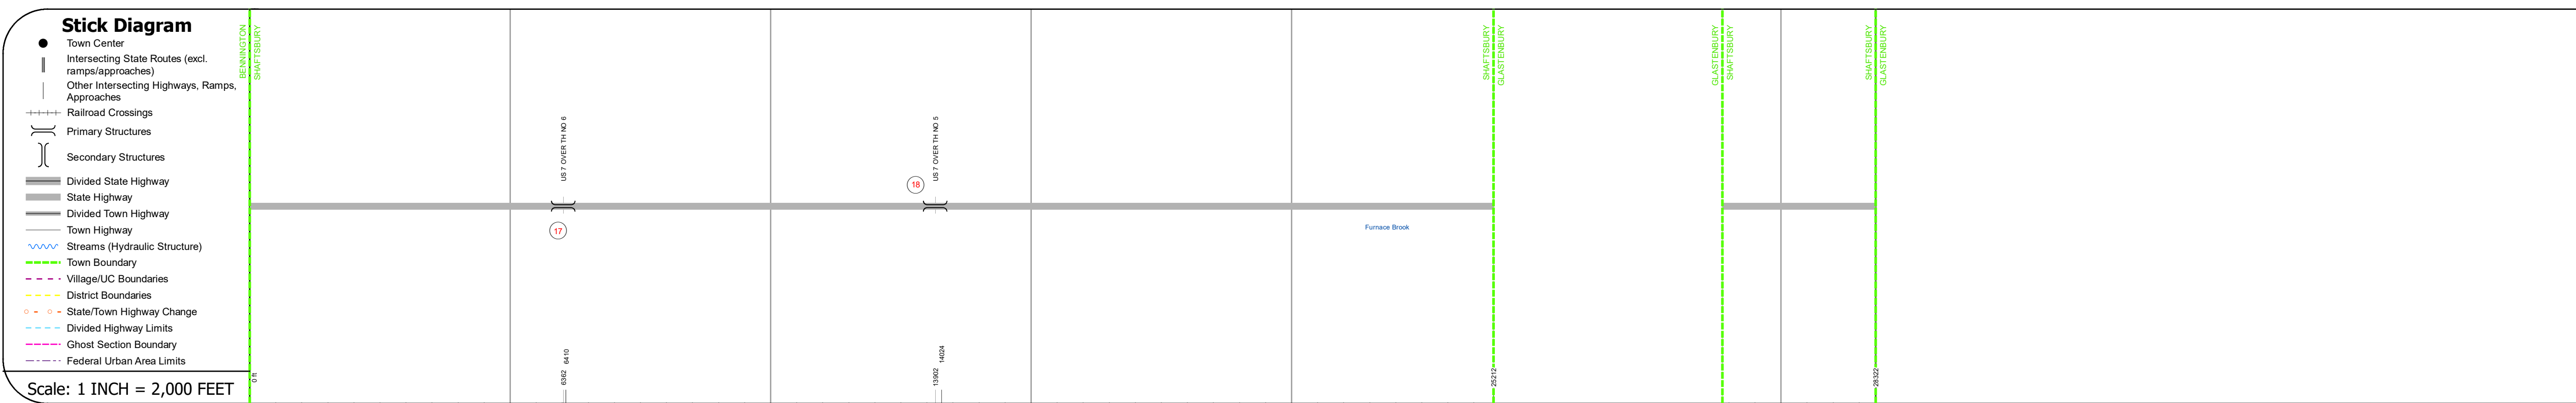 Stick Diagram
Town Center
Intersecting State Routes (excl.
ramps/approaches)
Other Intersecting Highways, Ramps,
Approaches
Railroad Crossings
Primary Structures
Secondary Structures
Divided State Highway
State Highway
Divided Town Highway
Town Highway
Streams (Hydraulic Structure)
Town Boundary
Village/UC Boundaries
District Boundaries
State/Town Highway Change
Divided Highway Limits
Ghost Section Boundary
Federal Urban Area Limits
Scale: 1 INCH = 2,000 FEET
BENNINGTON
SHAFTSBURY
0 ft
US 7 OVER TH NO 6
17
6362
6410
18
US 7 OVER TH NO 5
13902
14024
Furnace Brook
SHAFTSBURY
GLASTENBURY
25212
GLASTENBURY
SHAFTSBURY
SHAFTSBURY
GLASTENBURY
28322